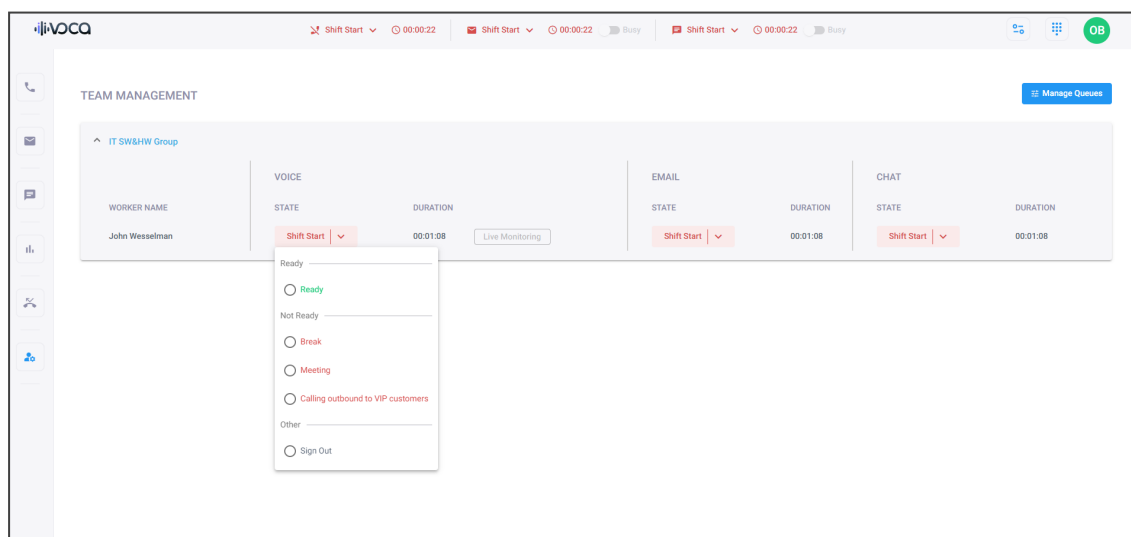 VOCA
Shift Start 00:00:22 Shift Start 00:00:22 Busy Shift Start 00:00:22 Busy OB
TEAM MANAGEMENT Manage Queues
IT SW&HW Group
VOICE EMAIL CHAT
WORKER NAME STATE DURATION STATE DURATION STATE DURATION
John Wesselman Shift Start 00:01:08 Live Monitoring Shift Start 00:01:08 Shift Start 00:01:08
Ready
Ready
Not Ready
Break
Meeting
Calling outbound to VIP customers
Other
Sign Out